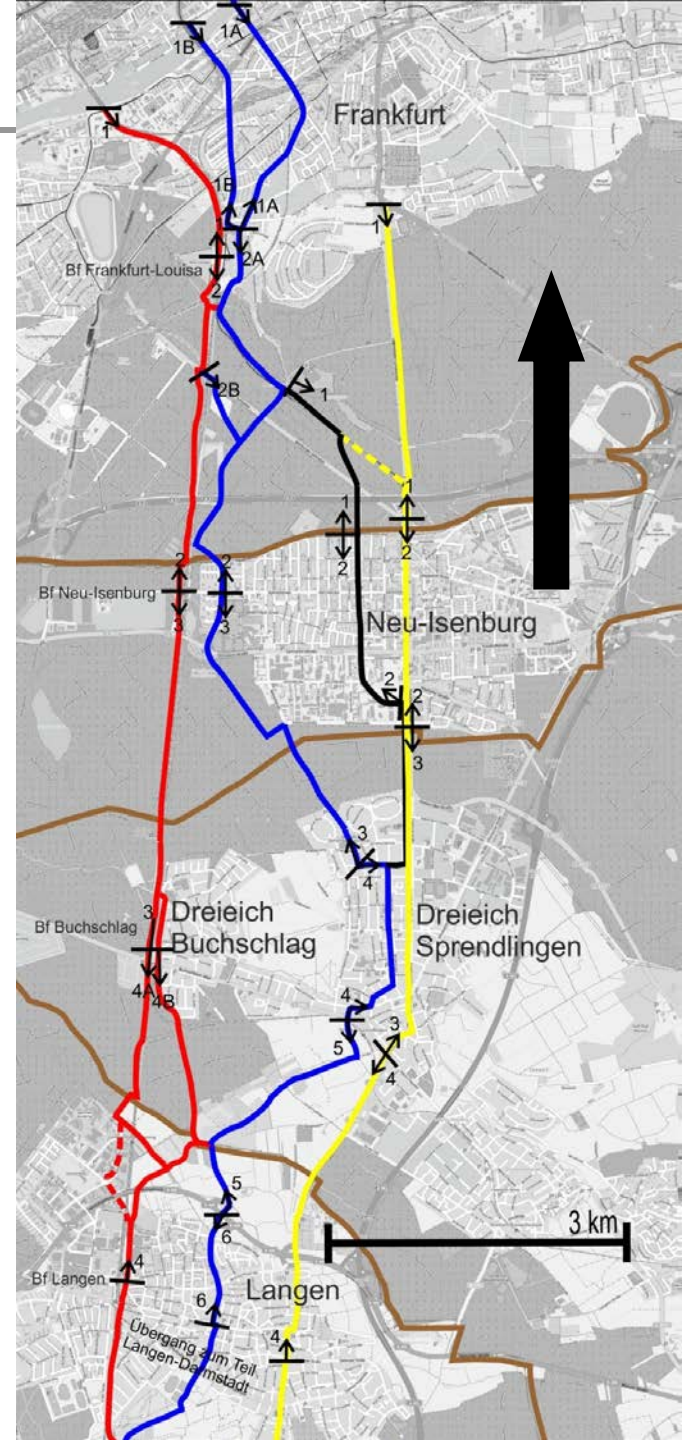 1A
1B
Frankfurt
1
1B
1A
1
1
2A
Bf Frankfurt-Louisa
2
2B
1
1
1
2
2
2
2
Bf Neu-Isenburg
3
3
Neu-Isenburg
2
2
3
3
4
3
Dreieich
Buchschlag
Dreieich
Sprendlingen
Bf Buchschlag
4A
4B
4
3
5
4
5
3 km
6
4
Bf Langen
Langen
6
4
Übergang zum Teil
Langen-Darmstadt